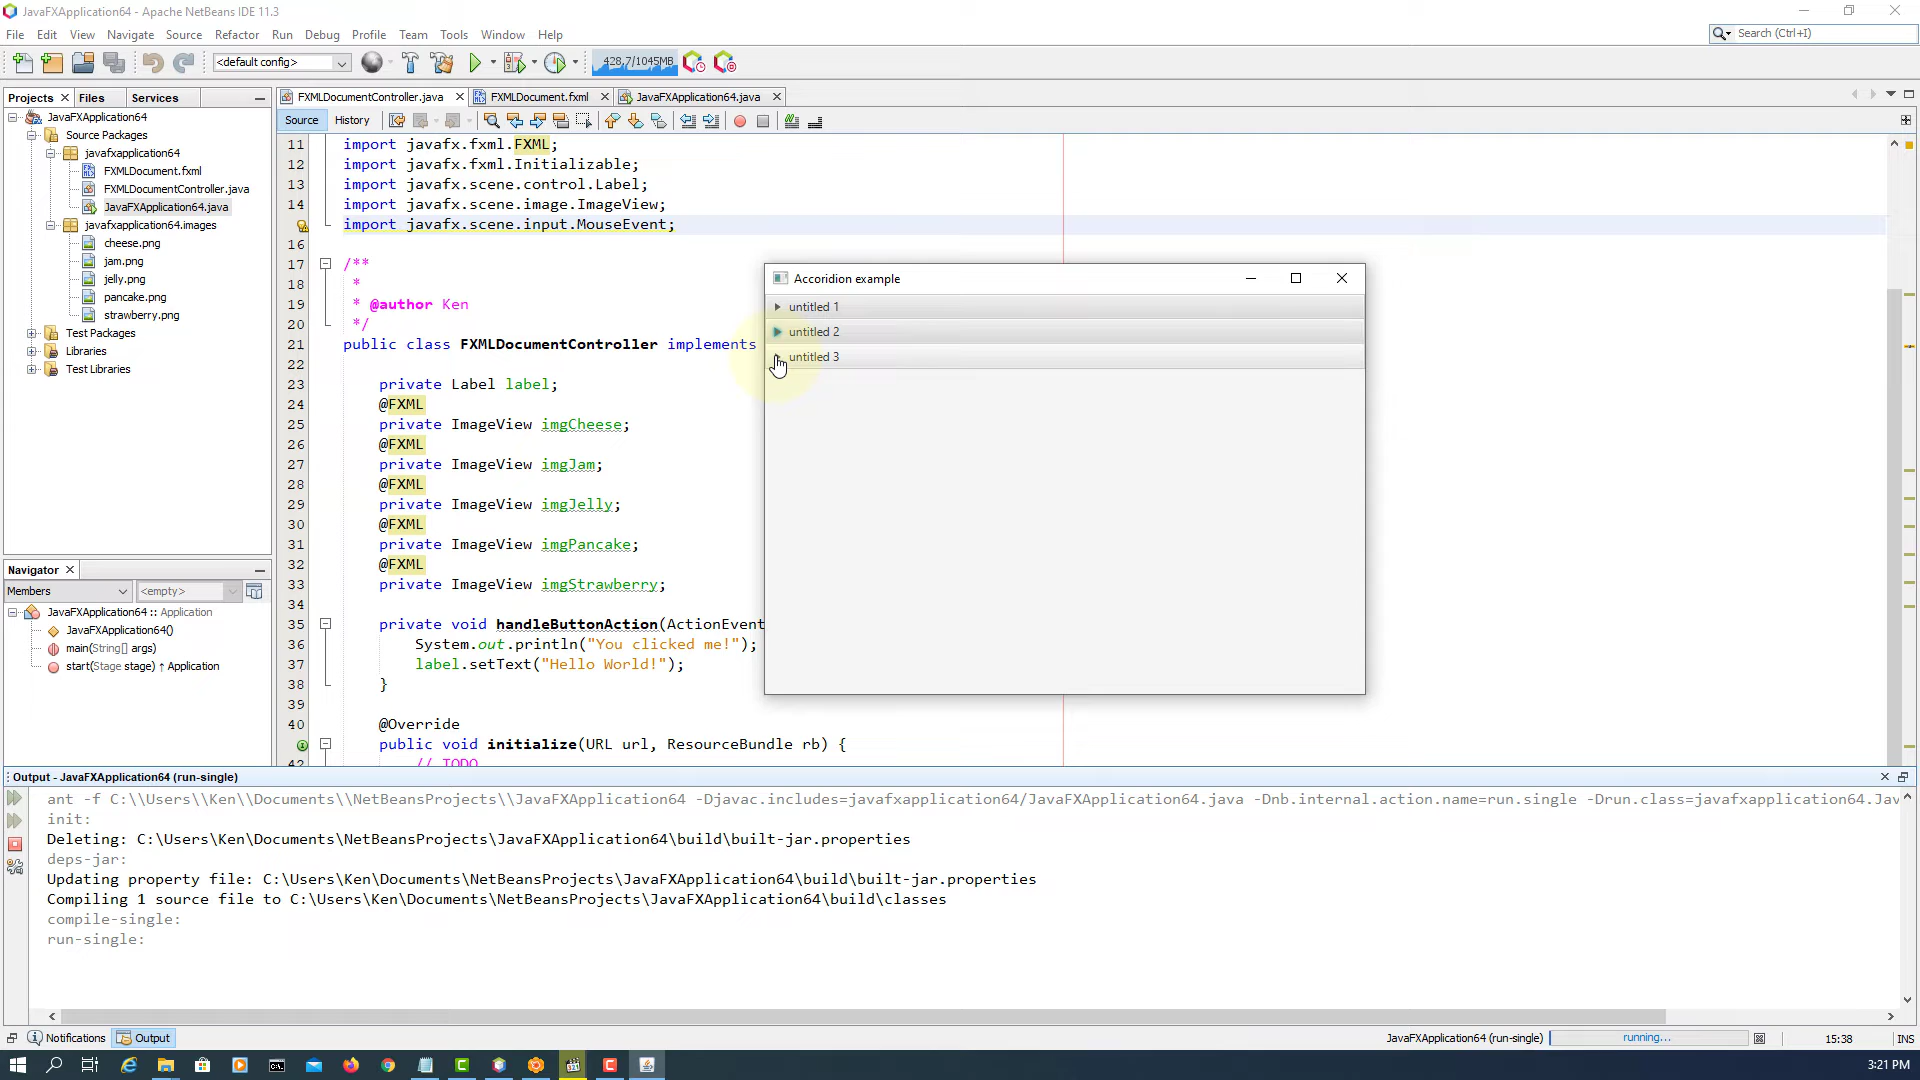 JavaFXApplication64 - Apache NetBeans IDE 11.3
File Edit View Navigate Source Refactor Run Debug Profile Team Tools Window Help
Search (Ctrl+I)
<default config>
428,7/1045MB
Projects Files Services
FXMLDocumentController.java FXMLDocument.fxml JavaFXApplication64.java
Source History
JavaFXApplication64
Source Packages
javafxapplication64
FXMLDocument.fxml
FXMLDocumentController.java
JavaFXApplication64.java
javafxapplication64.images
cheese.png
jam.png
jelly.png
pancake.png
strawberry.png
Test Packages
Libraries
Test Libraries
Navigator
Members <empty>
JavaFXApplication64 :: Application
JavaFXApplication64()
main(String[] args)
start(Stage stage) ↑ Application
11 import javafx.fxml.FXML;
12 import javafx.fxml.Initializable;
13 import javafx.scene.control.Label;
14 import javafx.scene.image.ImageView;
import javafx.scene.input.MouseEvent;
16
17 /**
18 *
19 * @author Ken
20 */
21 public class FXMLDocumentController implements
22
23 private Label label;
24 @FXML
25 private ImageView imgCheese;
26 @FXML
27 private ImageView imgJam;
28 @FXML
29 private ImageView imgJelly;
30 @FXML
31 private ImageView imgPancake;
32 @FXML
33 private ImageView imgStrawberry;
34
35 private void handleButtonAction(ActionEvent
36 System.out.println("You clicked me!");
37 label.setText("Hello World!");
38 }
39
40 @Override
public void initialize(URL url, ResourceBundle rb) {
42 // TODO
Accoridion example
untitled 1
untitled 2
untitled 3
Output - JavaFXApplication64 (run-single)
ant -f C:\\Users\\Ken\\Documents\\NetBeansProjects\\JavaFXApplication64 -Djavac.includes=javafxapplication64/JavaFXApplication64.java -Dnb.internal.action.name=run.single -Drun.class=javafxapplication64.Jav
init:
Deleting: C:\Users\Ken\Documents\NetBeansProjects\JavaFXApplication64\build\built-jar.properties
deps-jar:
Updating property file: C:\Users\Ken\Documents\NetBeansProjects\JavaFXApplication64\build\built-jar.properties
Compiling 1 source file to C:\Users\Ken\Documents\NetBeansProjects\JavaFXApplication64\build\classes
compile-single:
run-single:
Notifications Output
JavaFXApplication64 (run-single) running... 15:38 INS
3:21 PM